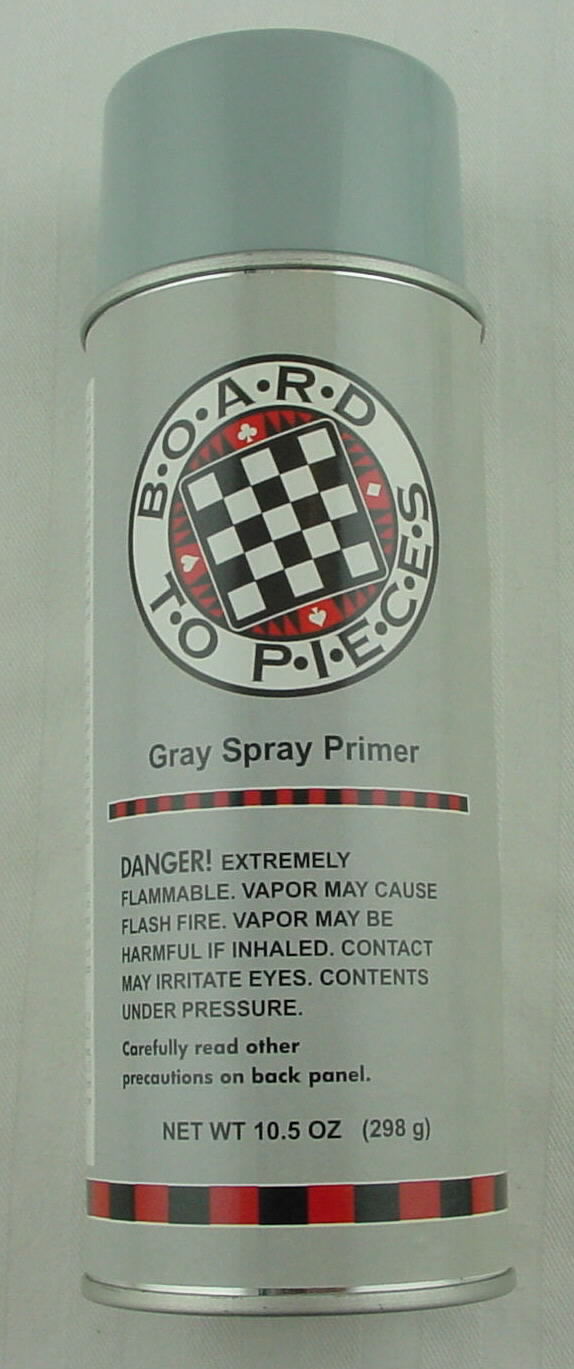 B•O•A•R•D
T•O P•I•E•C•E•S
Gray Spray Primer
DANGER! EXTREMELY
FLAMMABLE. VAPOR MAY CAUSE
FLASH FIRE. VAPOR MAY BE
HARMFUL IF INHALED. CONTACT
MAY IRRITATE EYES. CONTENTS
UNDER PRESSURE.
Carefully read other
precautions on back panel.
NET WT 10.5 OZ (298 g)